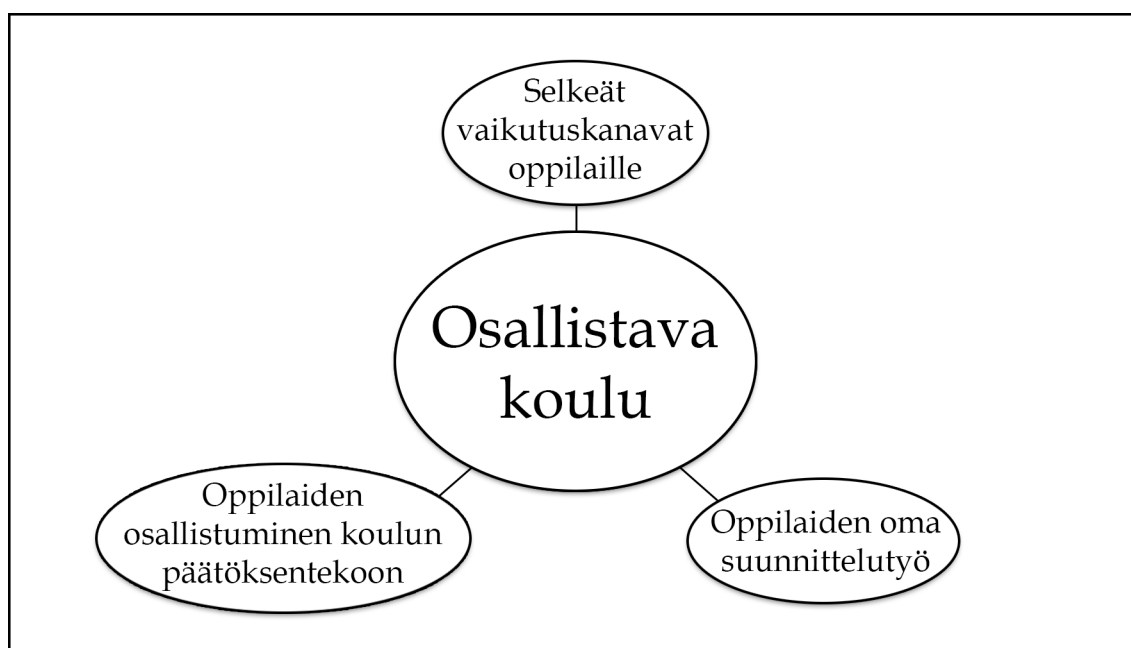 Selkeät
vaikutuskanavat
oppilaille
Osallistava
koulu
Oppilaiden
osallistuminen koulun
päätöksentekoon
Oppilaiden oma
suunnittelutyö